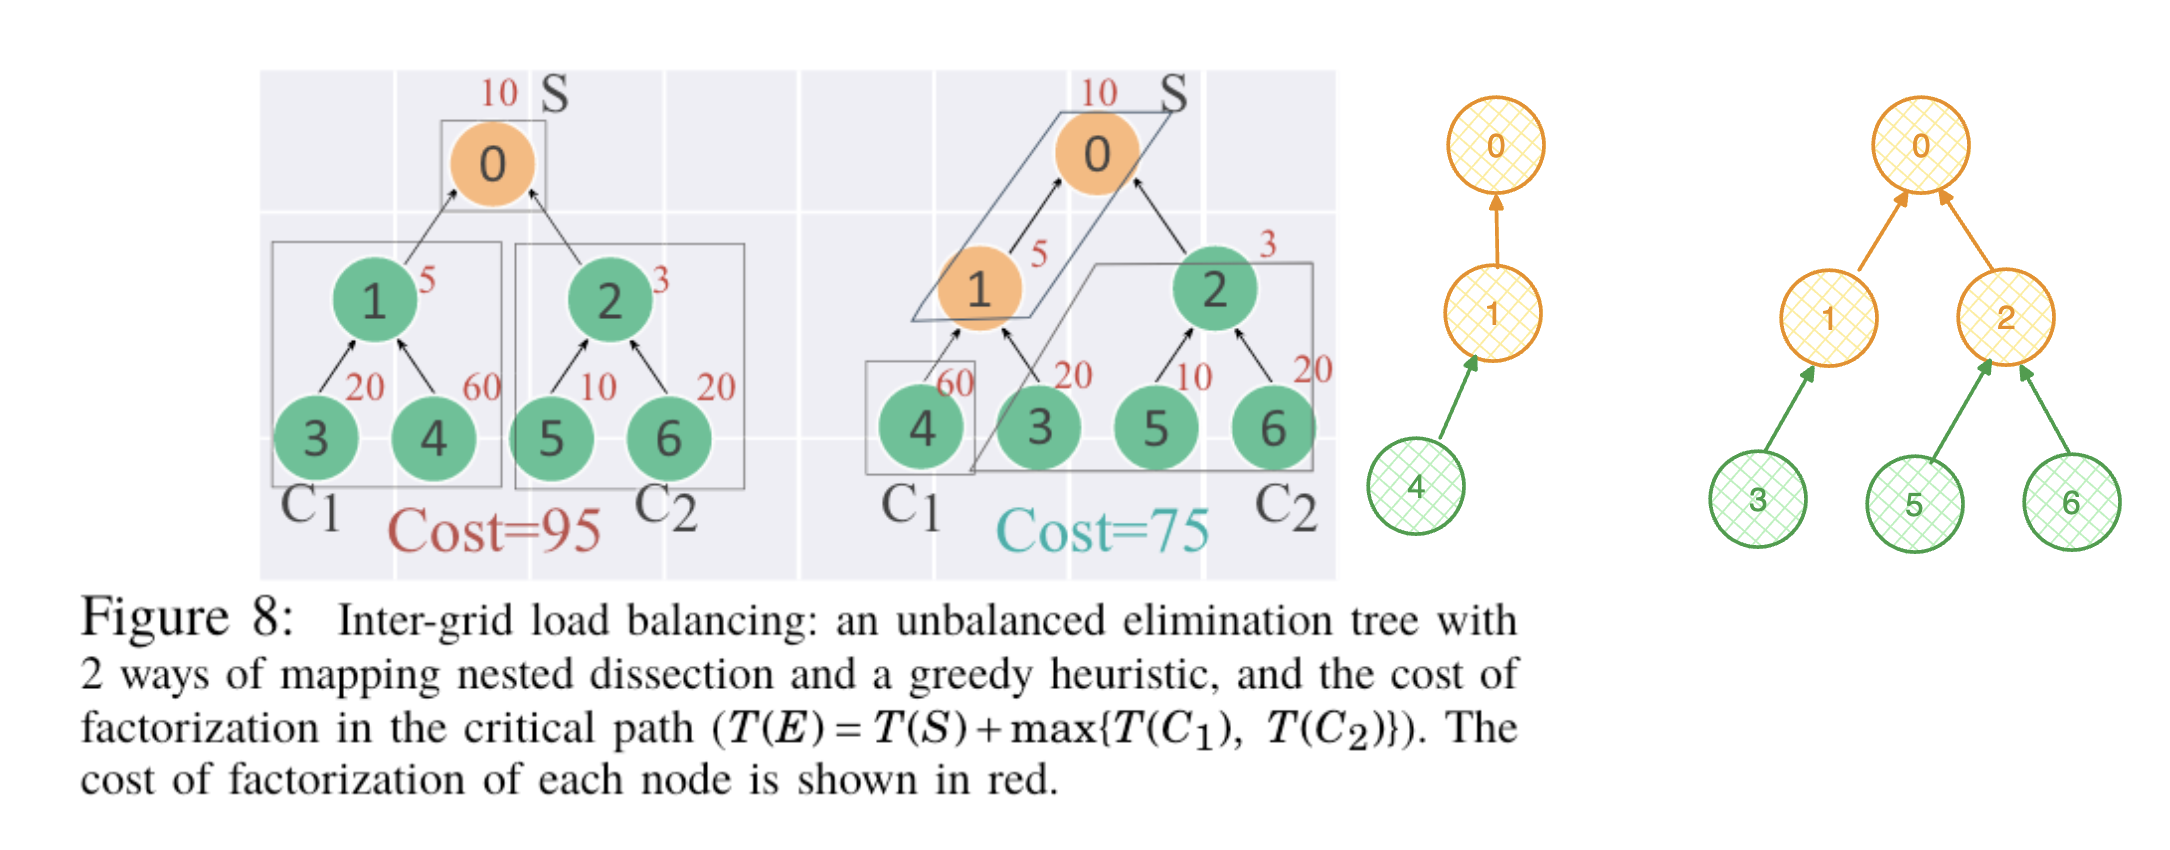 10 S 10 S
0 0 0 0
1 5 2 3 1 5 2 3 1 1 2
20 60 10 20 60 20 10 20
3 4 5 6 4 3 5 6 4 3 5 6
C1 Cost=95 C2 C1 Cost=75 C2
Figure 8: Inter-grid load balancing: an unbalanced elimination tree with
2 ways of mapping nested dissection and a greedy heuristic, and the cost of
factorization in the critical path (T(E) = T(S) + max{T(C1), T(C2)}). The
cost of factorization of each node is shown in red.